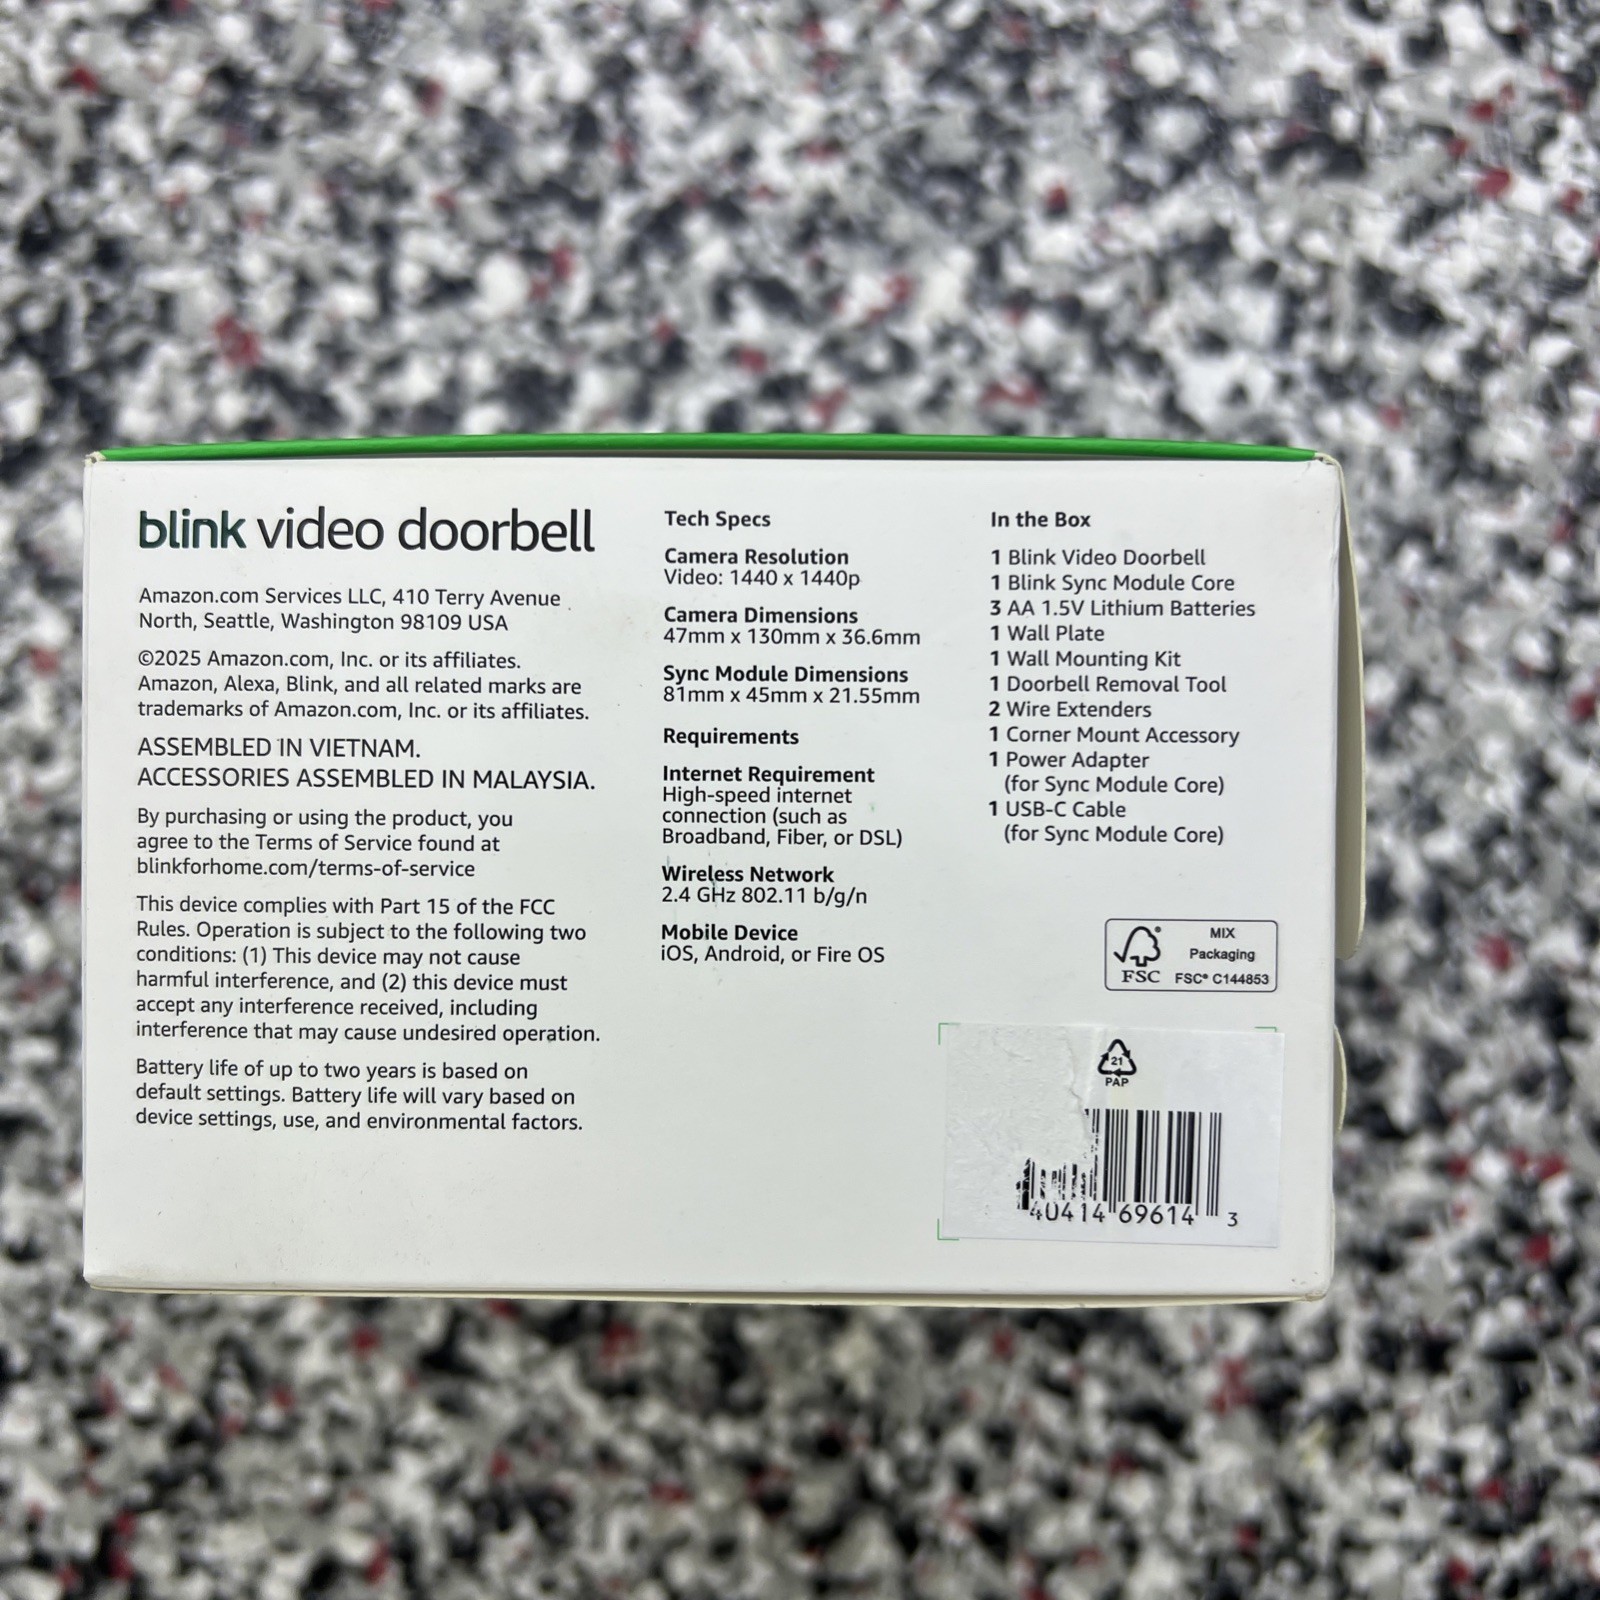 blink video doorbell
Amazon.com Services LLC, 410 Terry Avenue
North, Seattle, Washington 98109 USA
©2025 Amazon.com, Inc. or its affiliates.
Amazon, Alexa, Blink, and all related marks are
trademarks of Amazon.com, Inc. or its affiliates.
ASSEMBLED IN VIETNAM.
ACCESSORIES ASSEMBLED IN MALAYSIA.
By purchasing or using the product, you
agree to the Terms of Service found at
blinkforhome.com/terms-of-service
This device complies with Part 15 of the FCC
Rules. Operation is subject to the following two
conditions: (1) This device may not cause
harmful interference, and (2) this device must
accept any interference received, including
interference that may cause undesired operation.
Battery life of up to two years is based on
default settings. Battery life will vary based on
device settings, use, and environmental factors.
Tech Specs
Camera Resolution
Video: 1440 x 1440p
Camera Dimensions
47mm x 130mm x 36.6mm
Sync Module Dimensions
81mm x 45mm x 21.55mm
Requirements
Internet Requirement
High-speed internet
connection (such as
Broadband, Fiber, or DSL)
Wireless Network
2.4 GHz 802.11 b/g/n
Mobile Device
iOS, Android, or Fire OS
In the Box
1 Blink Video Doorbell
1 Blink Sync Module Core
3 AA 1.5V Lithium Batteries
1 Wall Plate
1 Wall Mounting Kit
1 Doorbell Removal Tool
2 Wire Extenders
1 Corner Mount Accessory
1 Power Adapter
(for Sync Module Core)
1 USB-C Cable
(for Sync Module Core)
FSC
MIX
Packaging
FSC® C144853
21
PAP
40414 69614 3